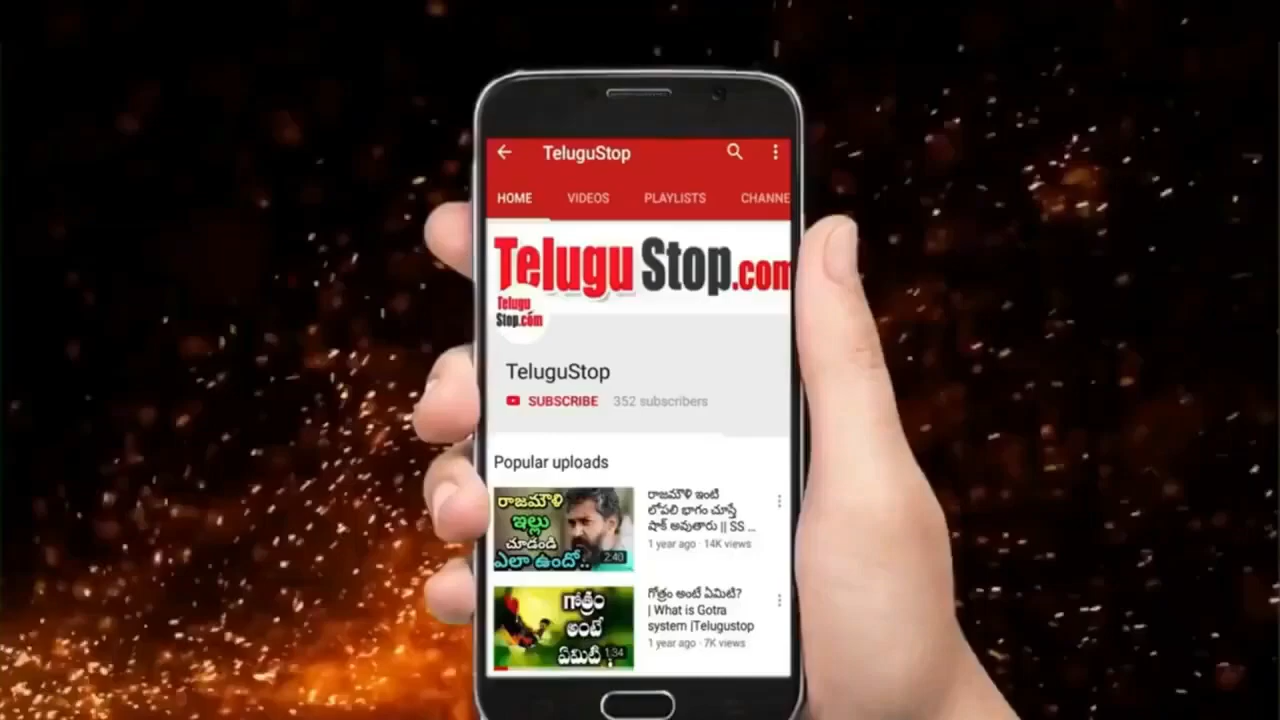 TeluguStop
HOME VIDEOS PLAYLISTS CHANNE
Telugu Stop.com
Telugu
Stop.com
TeluguStop
SUBSCRIBE 352 subscribers
Popular uploads
రాజమౌళి
ఇల్లు
చూడండి
ఎలా ఉందో..
2:40
రాజమౌళి ఇంటి
లోపలి భాగం చూస్తే
షాక్ అవుతారు || SS ...
1 year ago · 14K views
గోత్రం
అంటే
ఏమిటి ?
1:34
గోత్రం అంటే ఏమిటి?
| What is Gotra
system |Telugustop
1 year ago · 7K views